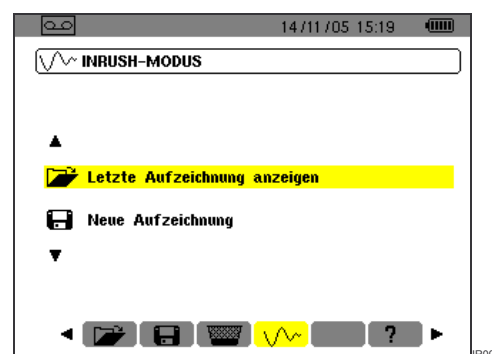 14/11/05 15:19
INRUSH-MODUS
Letzte Aufzeichnung anzeigen
Neue Aufzeichnung
?